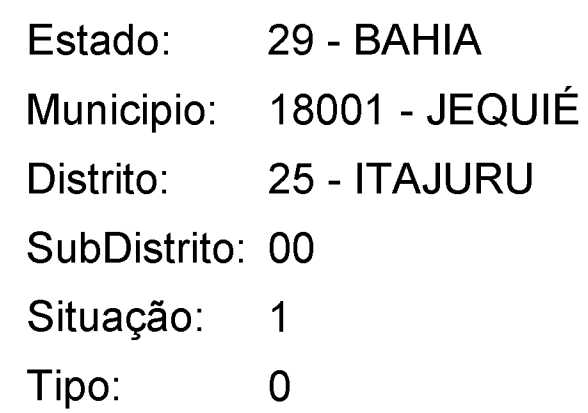 Estado: 29 - BAHIA
Municipio: 18001 - JEQUIÉ
Distrito: 25 - ITAJURU
SubDistrito: 00
Situação: 1
Tipo: 0